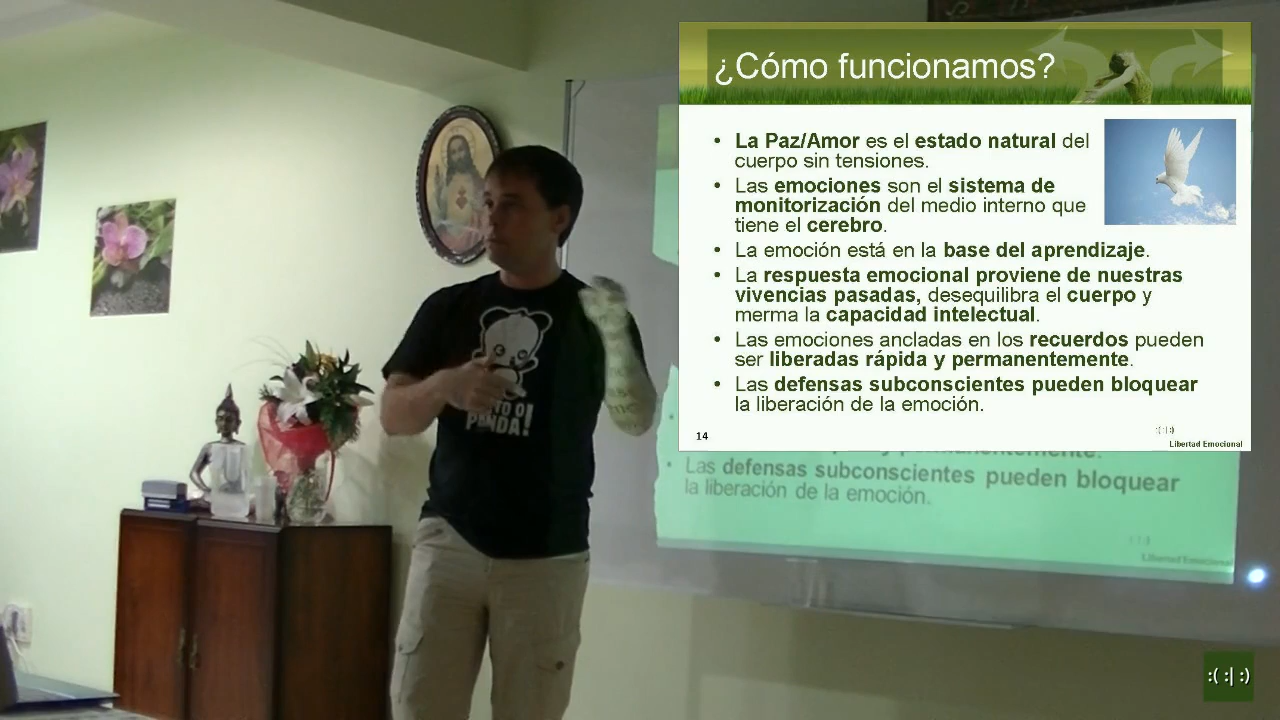 ¿Cómo funcionamos?
• La Paz/Amor es el estado natural del
cuerpo sin tensiones.
• Las emociones son el sistema de
monitorización del medio interno que
tiene el cerebro.
• La emoción está en la base del aprendizaje.
• La respuesta emocional proviene de nuestras
vivencias pasadas, desequilibra el cuerpo y
merma la capacidad intelectual.
• Las emociones ancladas en los recuerdos pueden
ser liberadas rápida y permanentemente.
• Las defensas subconscientes pueden bloquear
la liberación de la emoción.
14
:(:|:)
Libertad Emocional
PANDA!
permanentemente.
• Las defensas subconscientes pueden bloquear
la liberación de la emoción.
Libertad Emocional
:( :| :)